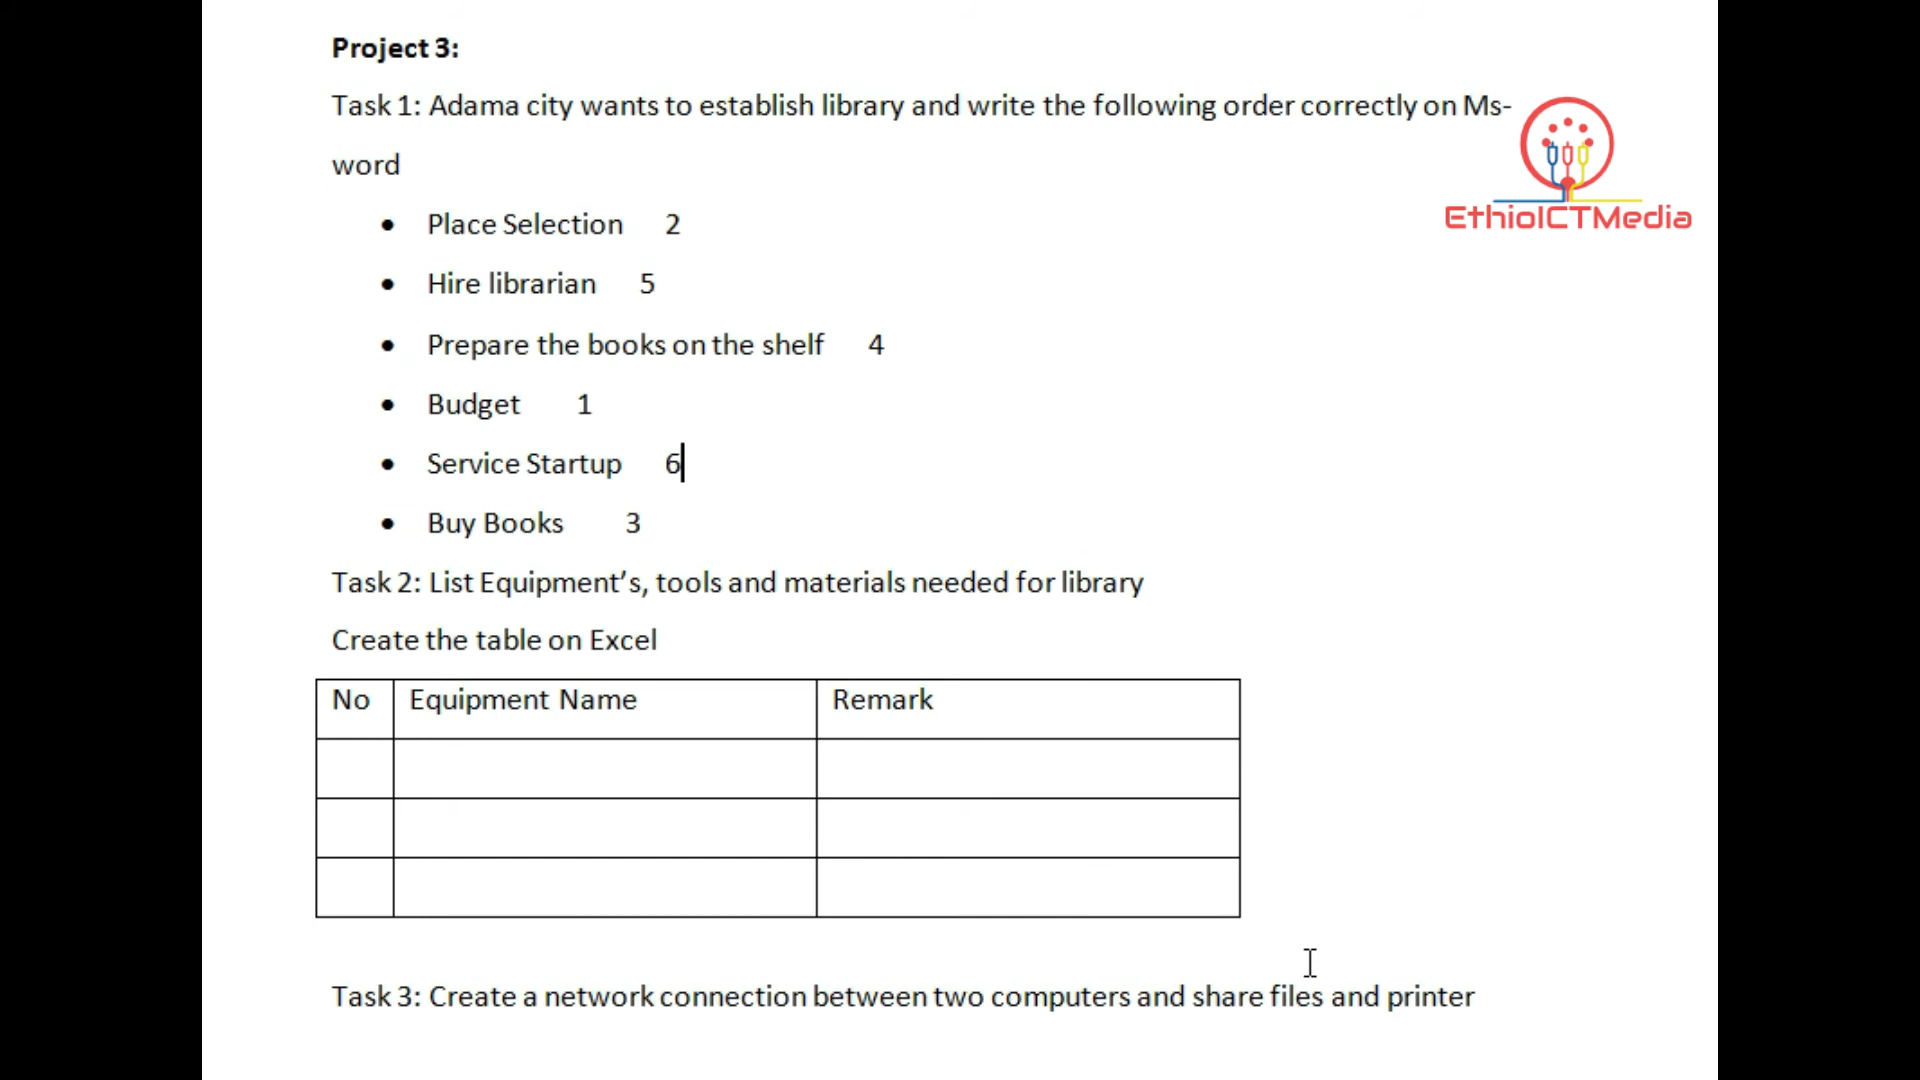 Project 3:
Task 1: Adama city wants to establish library and write the following order correctly on Ms-
word
• Place Selection 2
• Hire librarian 5
• Prepare the books on the shelf 4
• Budget 1
• Service Startup 6
• Buy Books 3
Task 2: List Equipment’s, tools and materials needed for library
Create the table on Excel
No Equipment Name Remark
Task 3: Create a network connection between two computers and share files and printer
EthioICTMedia